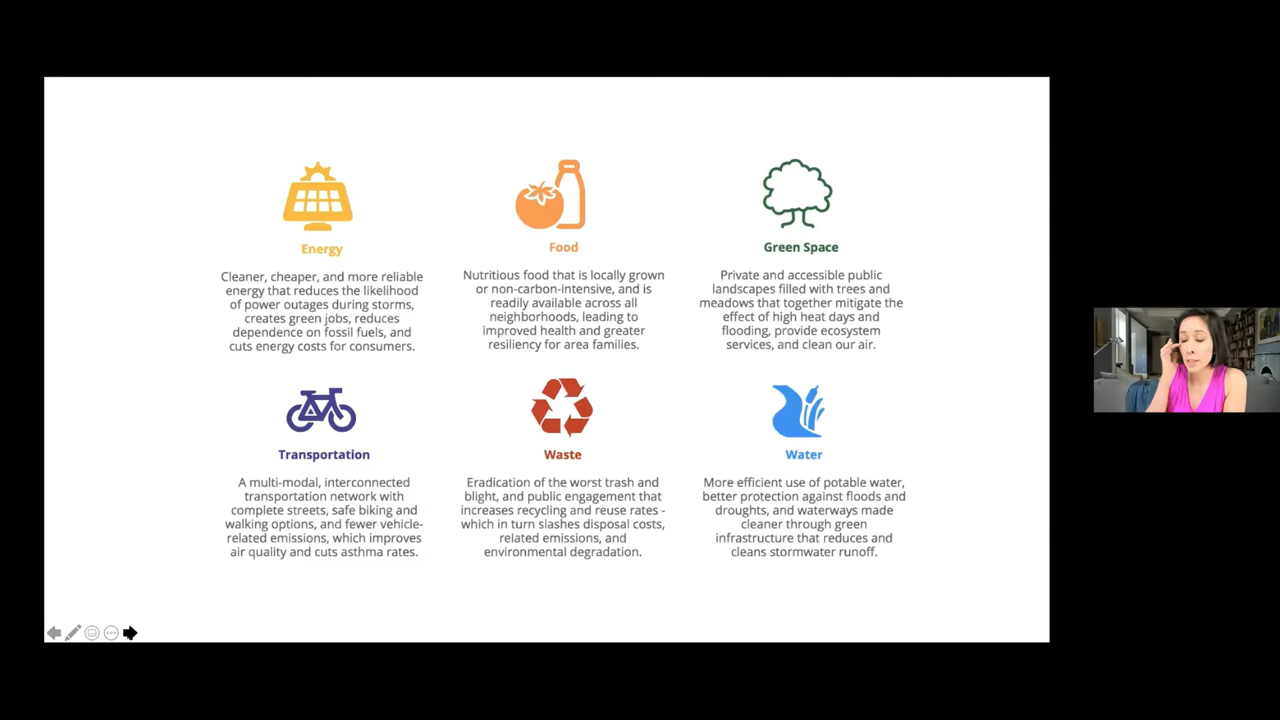 Energy
Cleaner, cheaper, and more reliable
energy that reduces the likelihood
of power outages during storms,
creates green jobs, reduces
dependence on fossil fuels, and
cuts energy costs for consumers.
Food
Nutritious food that is locally grown
or non-carbon-intensive, and is
readily available across all
neighborhoods, leading to
improved health and greater
resiliency for area families.
Green Space
Private and accessible public
landscapes filled with trees and
meadows that together mitigate the
effect of high heat days and
flooding, provide ecosystem
services, and clean our air.
Transportation
A multi-modal, interconnected
transportation network with
complete streets, safe biking and
walking options, and fewer vehicle-
related emissions, which improves
air quality and cuts asthma rates.
Waste
Eradication of the worst trash and
blight, and public engagement that
increases recycling and reuse rates -
which in turn slashes disposal costs,
related emissions, and
environmental degradation.
Water
More efficient use of potable water,
better protection against floods and
droughts, and waterways made
cleaner through green
infrastructure that reduces and
cleans stormwater runoff.